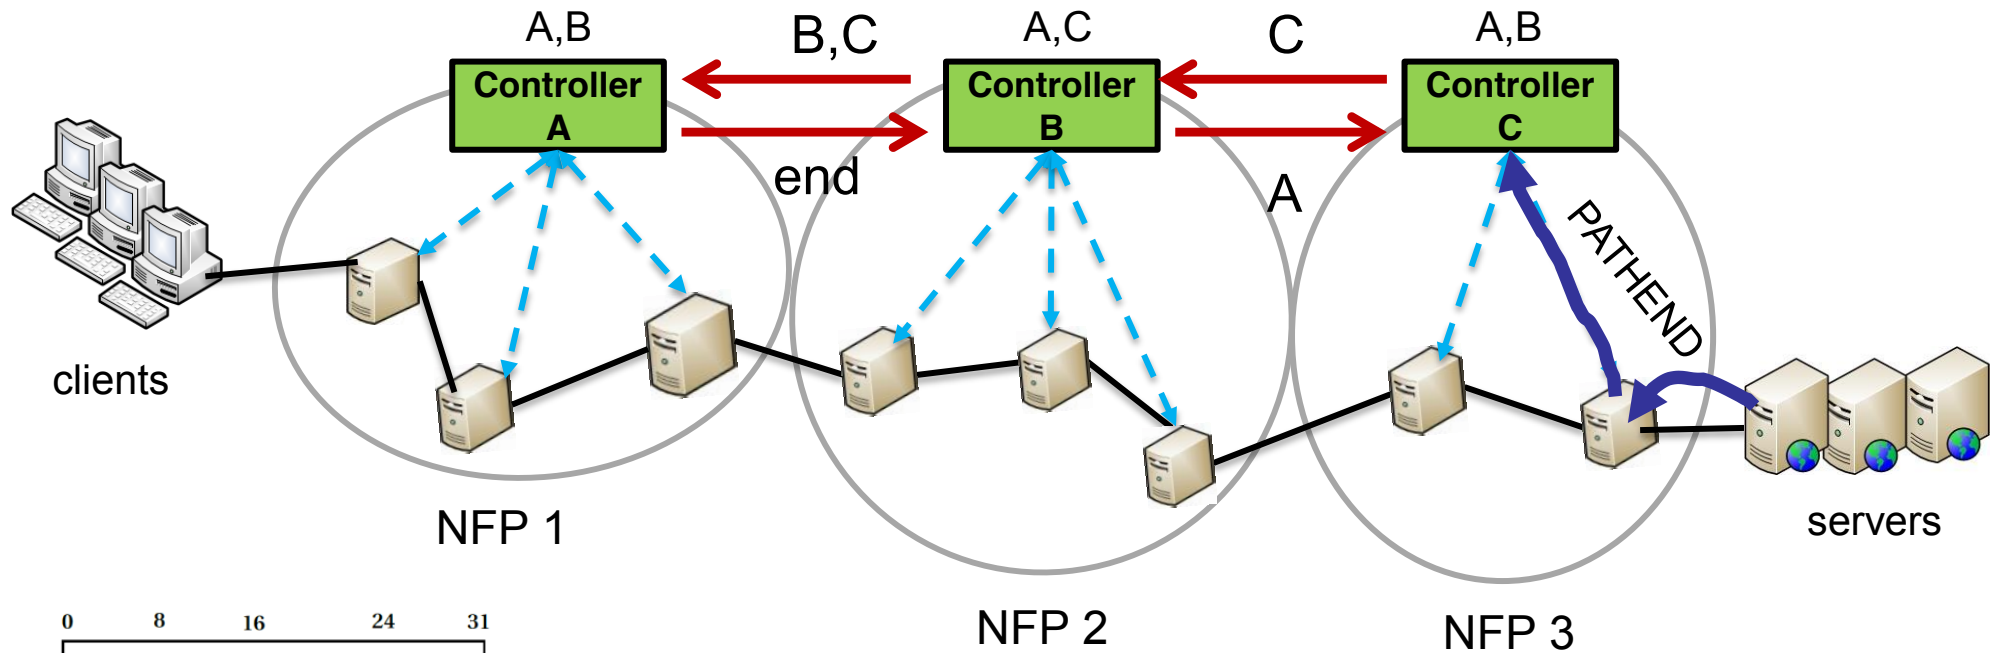 A,B
B,C
A,C
C
A,B
Controller
A
Controller
B
Controller
C
end
A
PATHEND
clients
servers
NFP 1
NFP 2
NFP 3
0 8 16 24 31